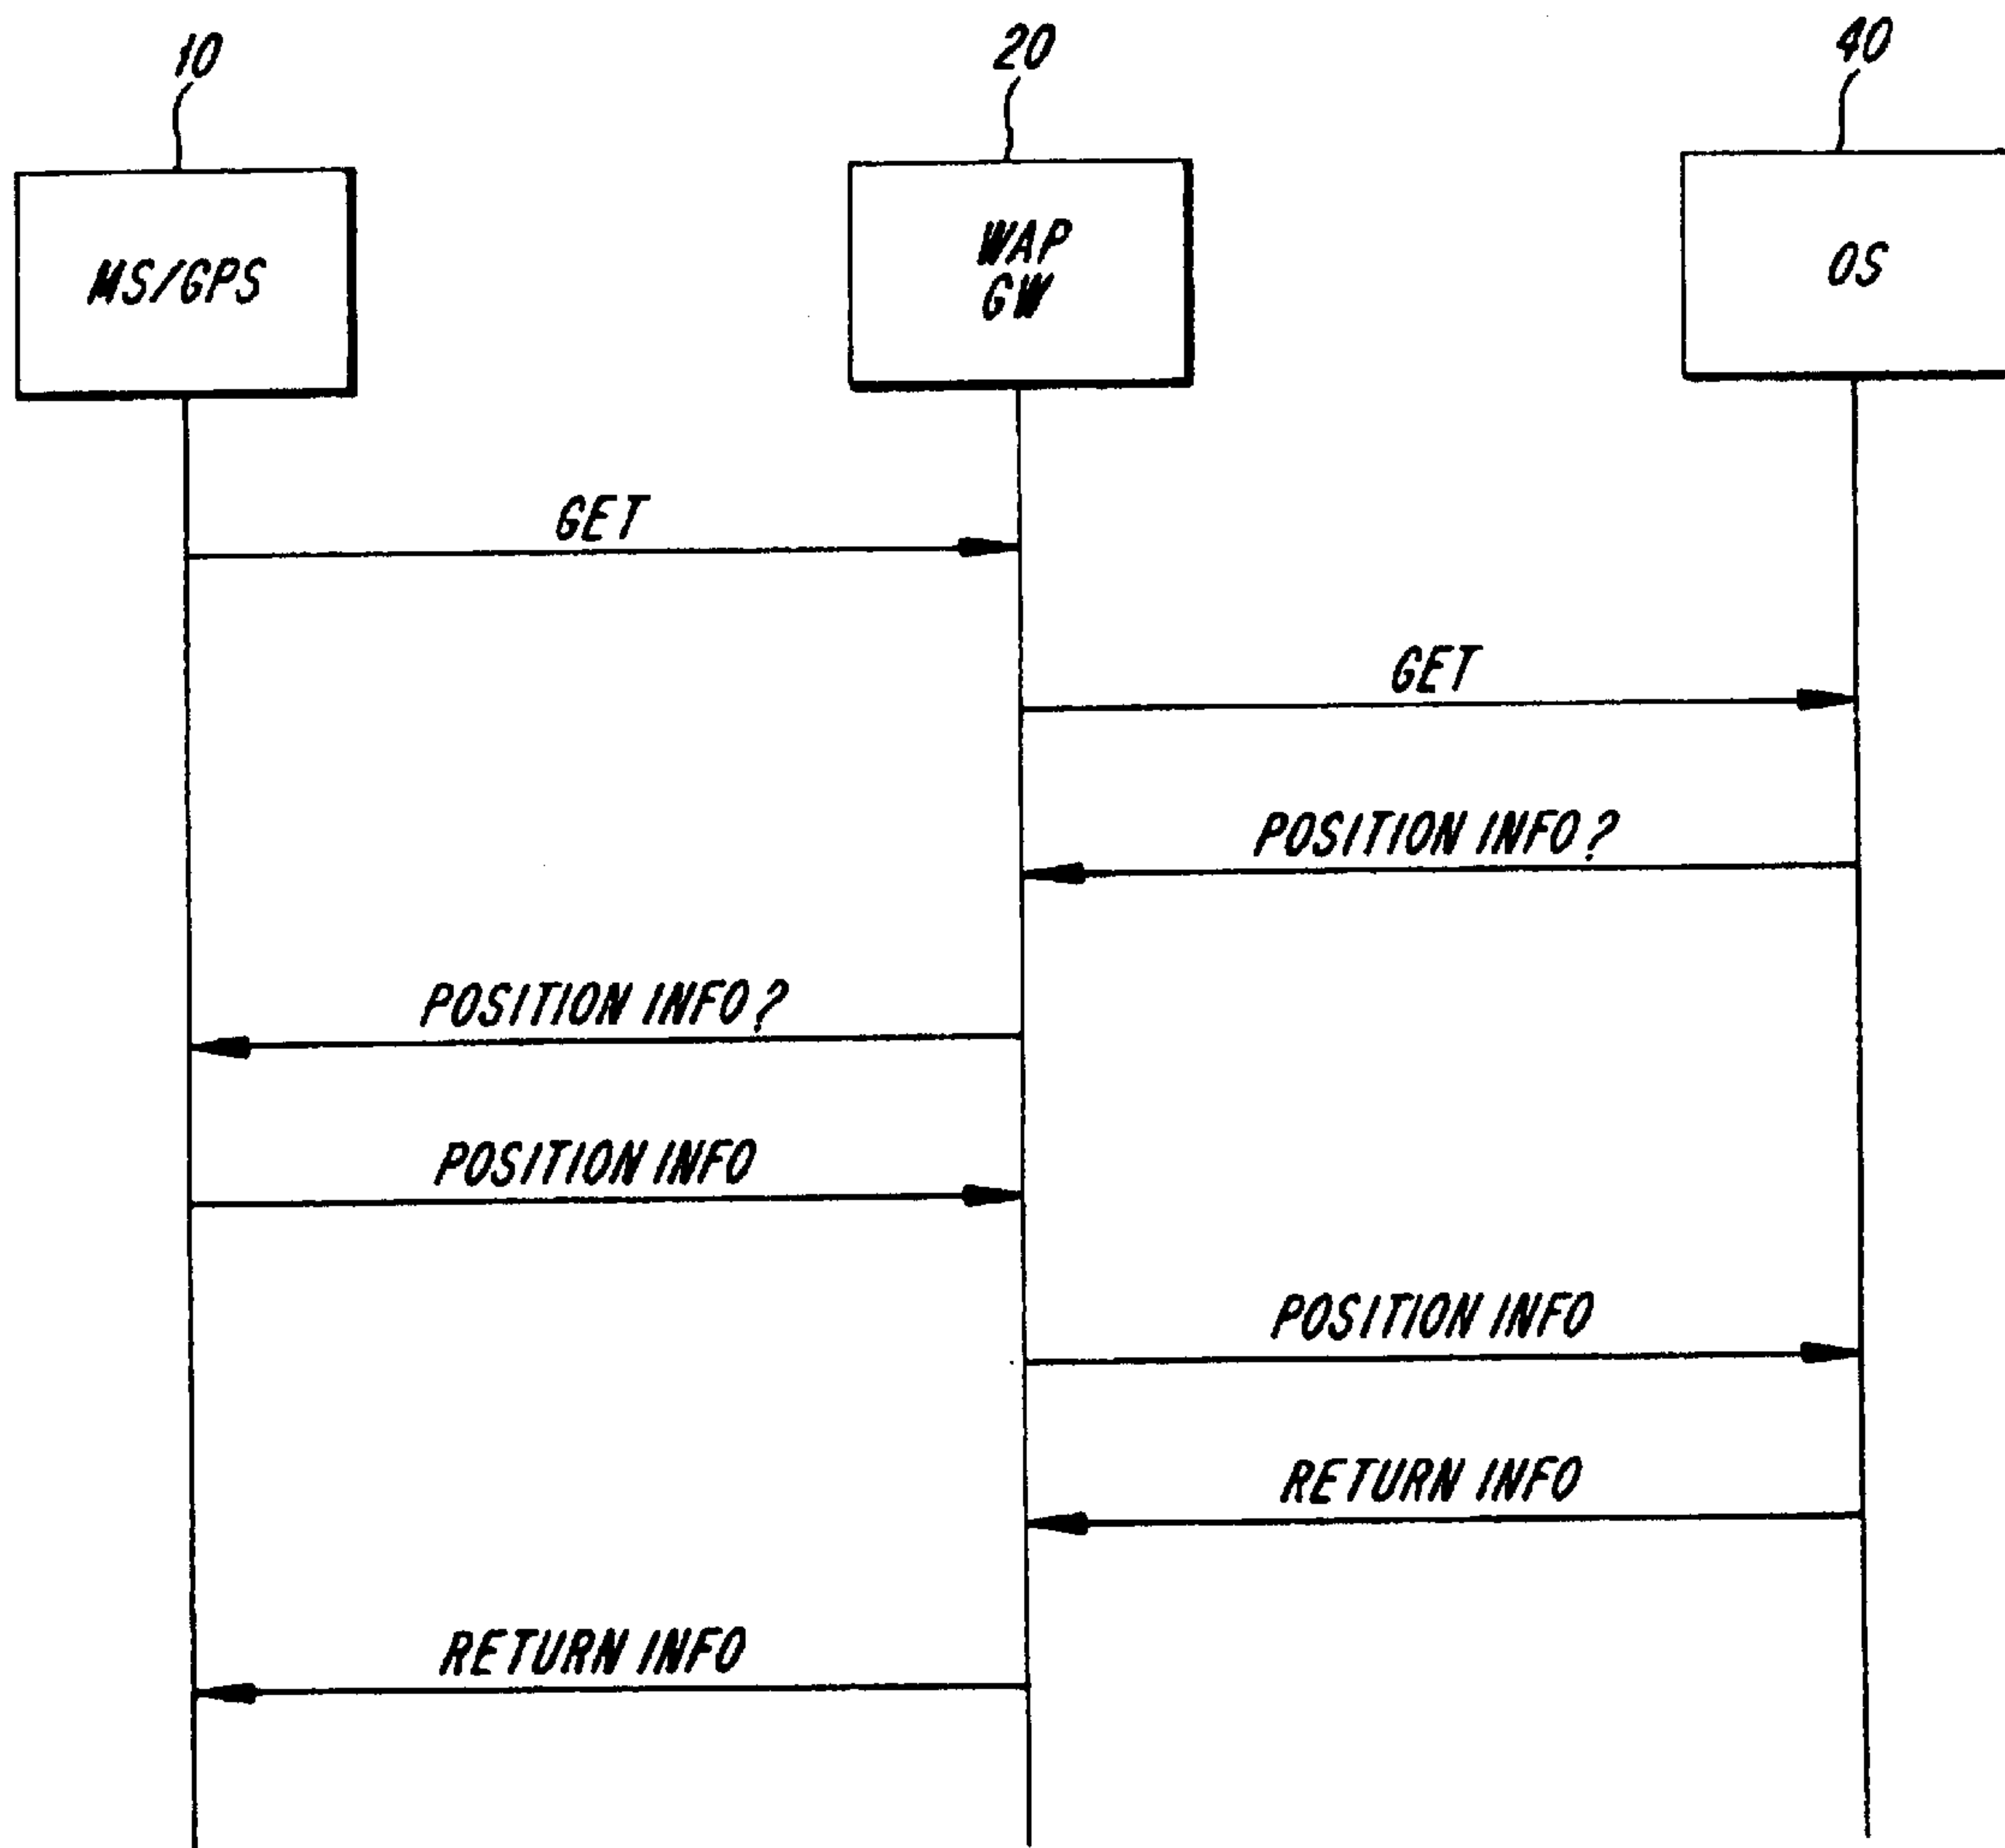 10
20
40
MS/GPS
WAP
GW
OS
GET
GET
POSITION INFO?
POSITION INFO?
POSITION INFO
POSITION INFO
RETURN INFO
RETURN INFO